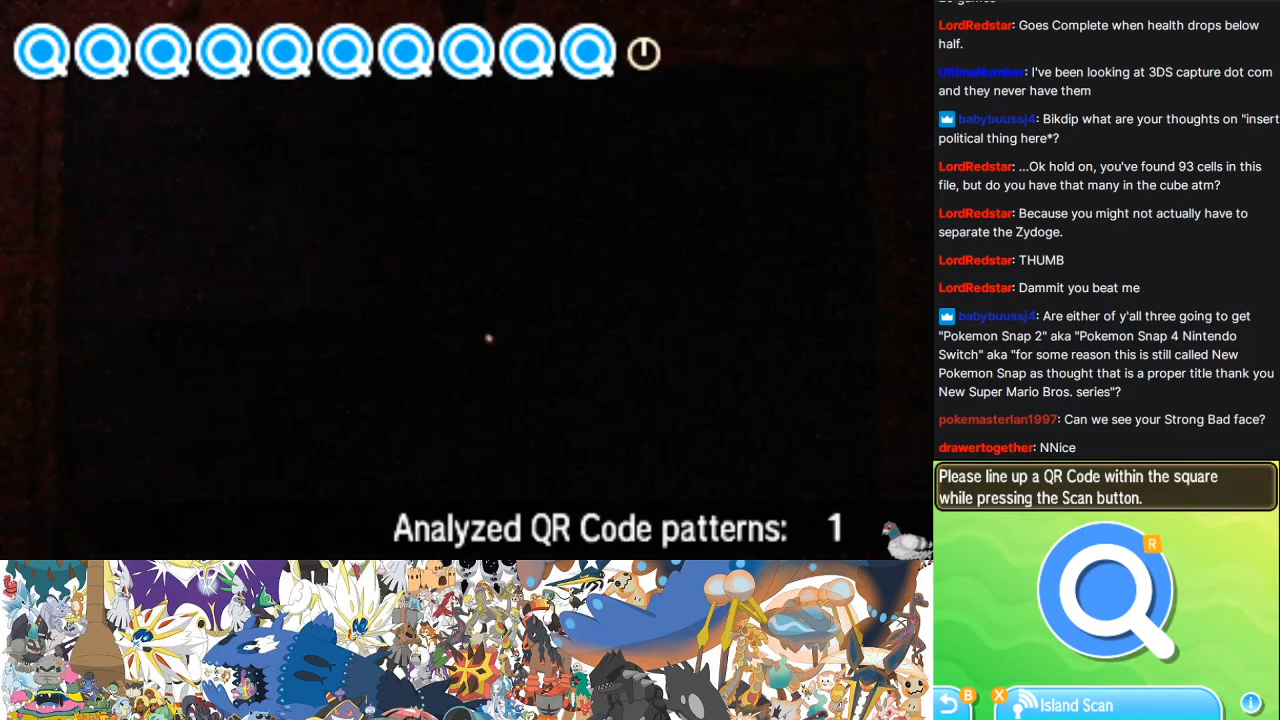 LordRedstar: Goes Complete when health drops below
half.
UltimaNumber: I've been looking at 3DS capture dot com
and they never have them
babybuussj4: Bikdip what are your thoughts on "insert
political thing here*?
LordRedstar: ...Ok hold on, you've found 93 cells in this
file, but do you have that many in the cube atm?
LordRedstar: Because you might not actually have to
separate the Zydoge.
LordRedstar: THUMB
LordRedstar: Dammit you beat me
babybuussj4: Are either of y'all three going to get
"Pokemon Snap 2" aka "Pokemon Snap 4 Nintendo
Switch" aka "for some reason this is still called New
Pokemon Snap as thought that is a proper title thank you
New Super Mario Bros. series"?
pokemasterIan1997: Can we see your Strong Bad face?
drawertogether: NNice
Analyzed QR Code patterns: 1
Please line up a QR Code within the square
while pressing the Scan button.
R
B
X Island Scan